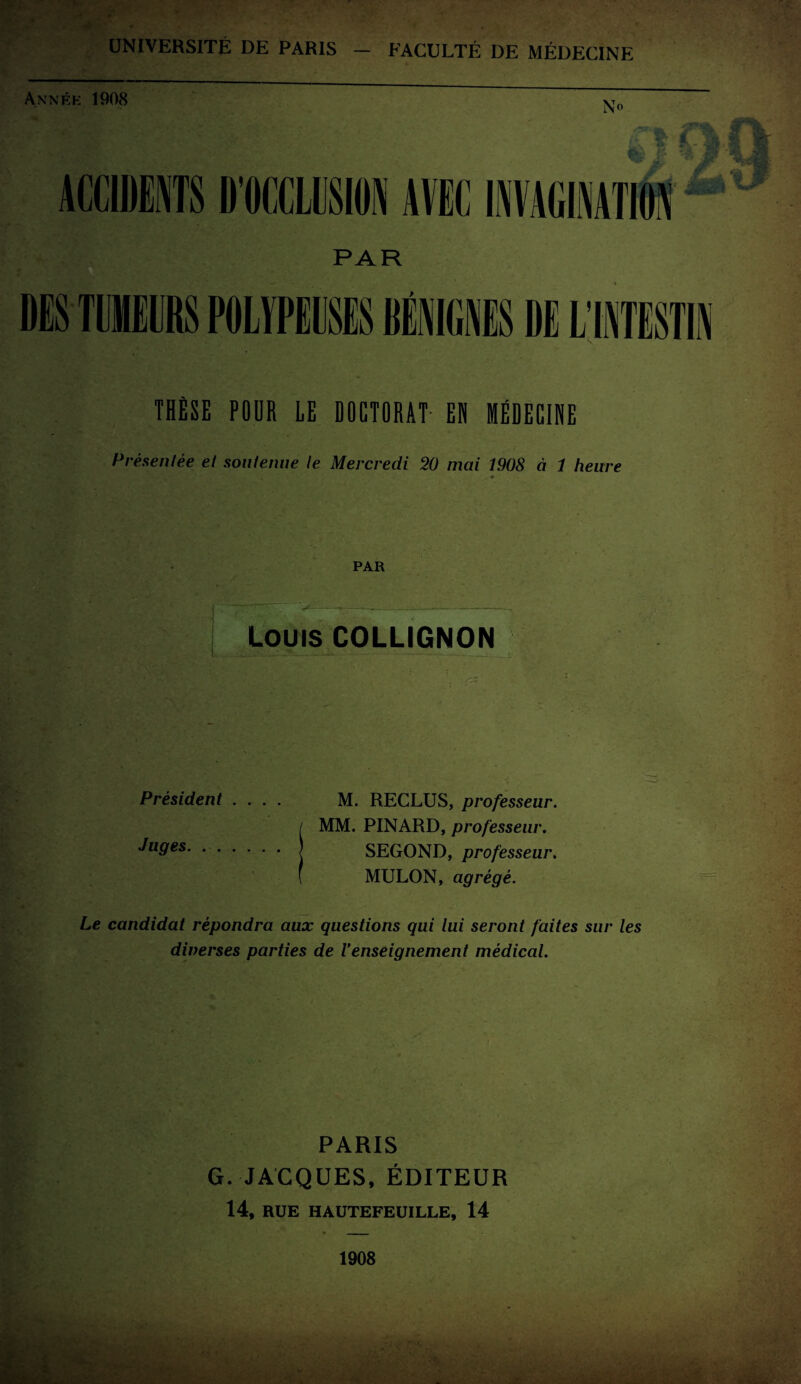 UNIVERSITÉ DE PARIS — FACULTÉ DE MÉDECINE
ANNÉE 1908
No
229
ACCIDENTS D'OCCLUSION AVEC INVAGINATION
PAR
DES TUMEURS POLYPEUSES BÉNIGNES DE L'INTESTIN
THÈSE POUR LE DOCTORAT EN MÉDECINE
Présentée et soutenue le Mercredi 20 mai 1908 à 1 heure
PAR
Louis COLLIGNON
Président . . . . M. RECLUS, professeur.
MM. PINARD, professeur.
Juges. . . . . . . SEGOND, professeur.
MULON, agrégé.
Le candidat répondra aux questions qui lui seront faites sur les
diverses parties de l'enseignement médical.
PARIS
G. JACQUES, ÉDITEUR
14, RUE HAUTEFEUILLE, 14
1908